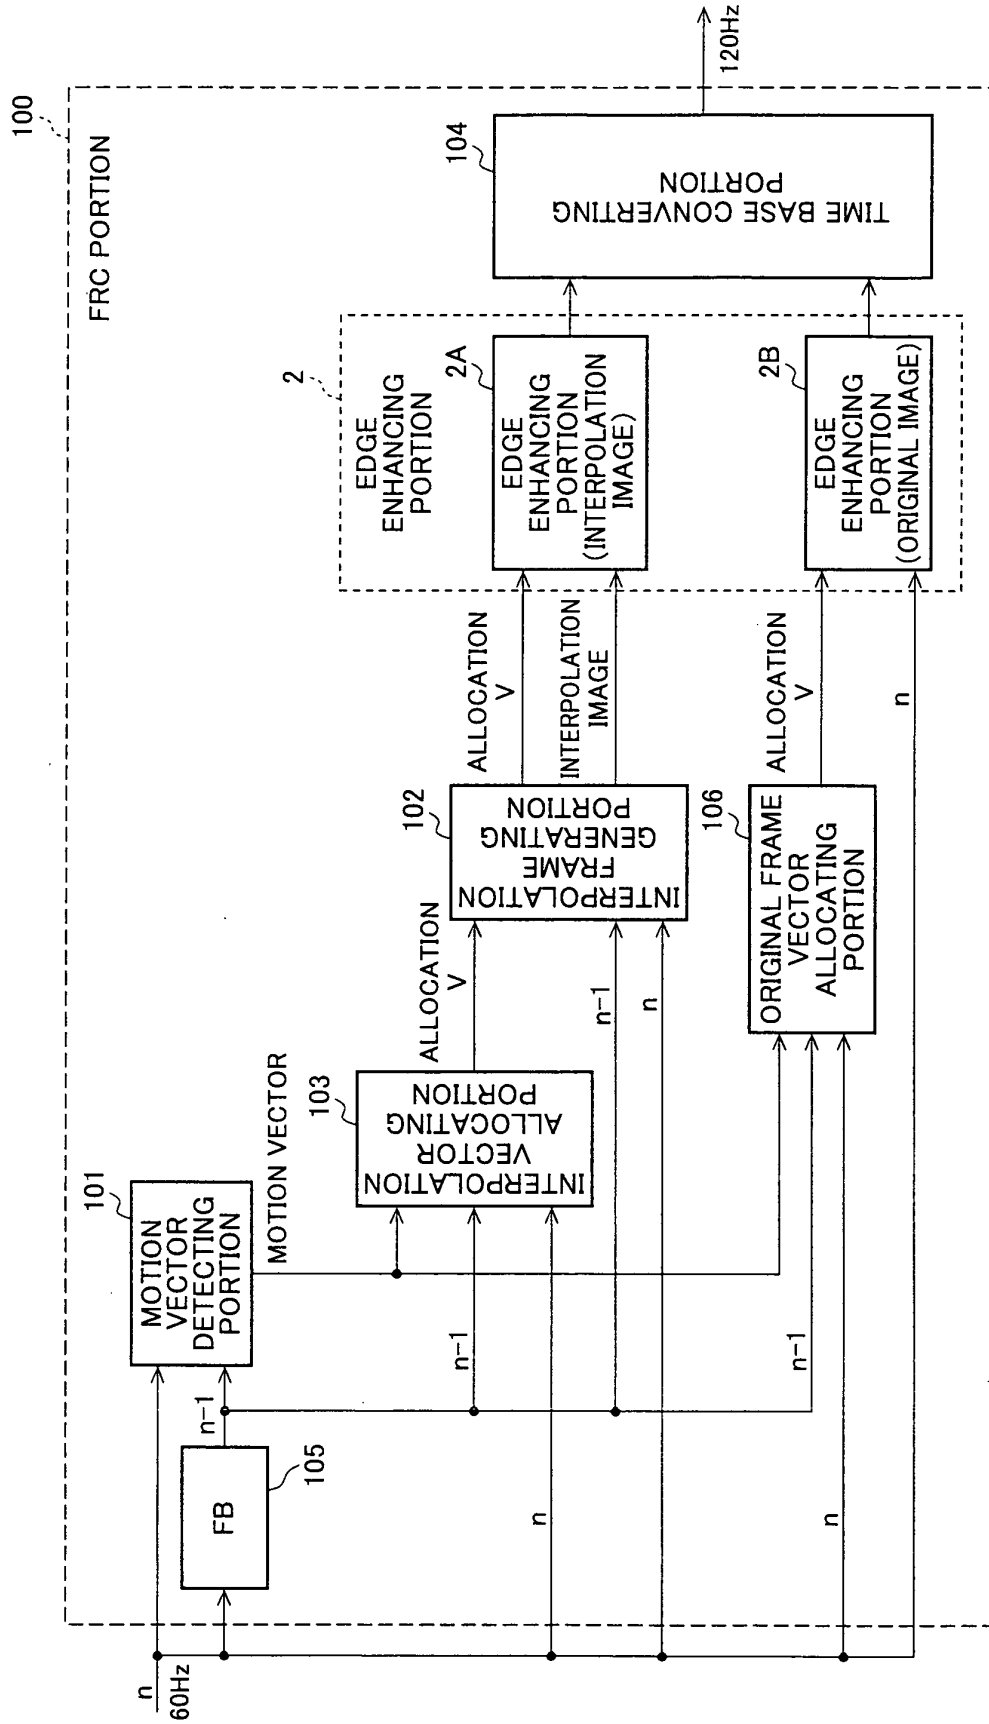 100
FRC PORTION
n
60Hz
FB
105
n-1
101
MOTION
VECTOR
DETECTING
PORTION
MOTION VECTOR
n-1
n
103
INTERPOLATION
VECTOR
ALLOCATING
PORTION
ALLOCATION
V
n-1
n
102
INTERPOLATION
FRAME
GENERATING
PORTION
ALLOCATION
V
INTERPOLATION
IMAGE
n-1
n
106
ORIGINAL FRAME
VECTOR
ALLOCATING
PORTION
ALLOCATION
V
n
2
EDGE
ENHANCING
PORTION
2A
EDGE
ENHANCING
PORTION
(INTERPOLATION
IMAGE)
2B
EDGE
ENHANCING
PORTION
(ORIGINAL IMAGE)
104
TIME BASE CONVERTING
PORTION
120Hz